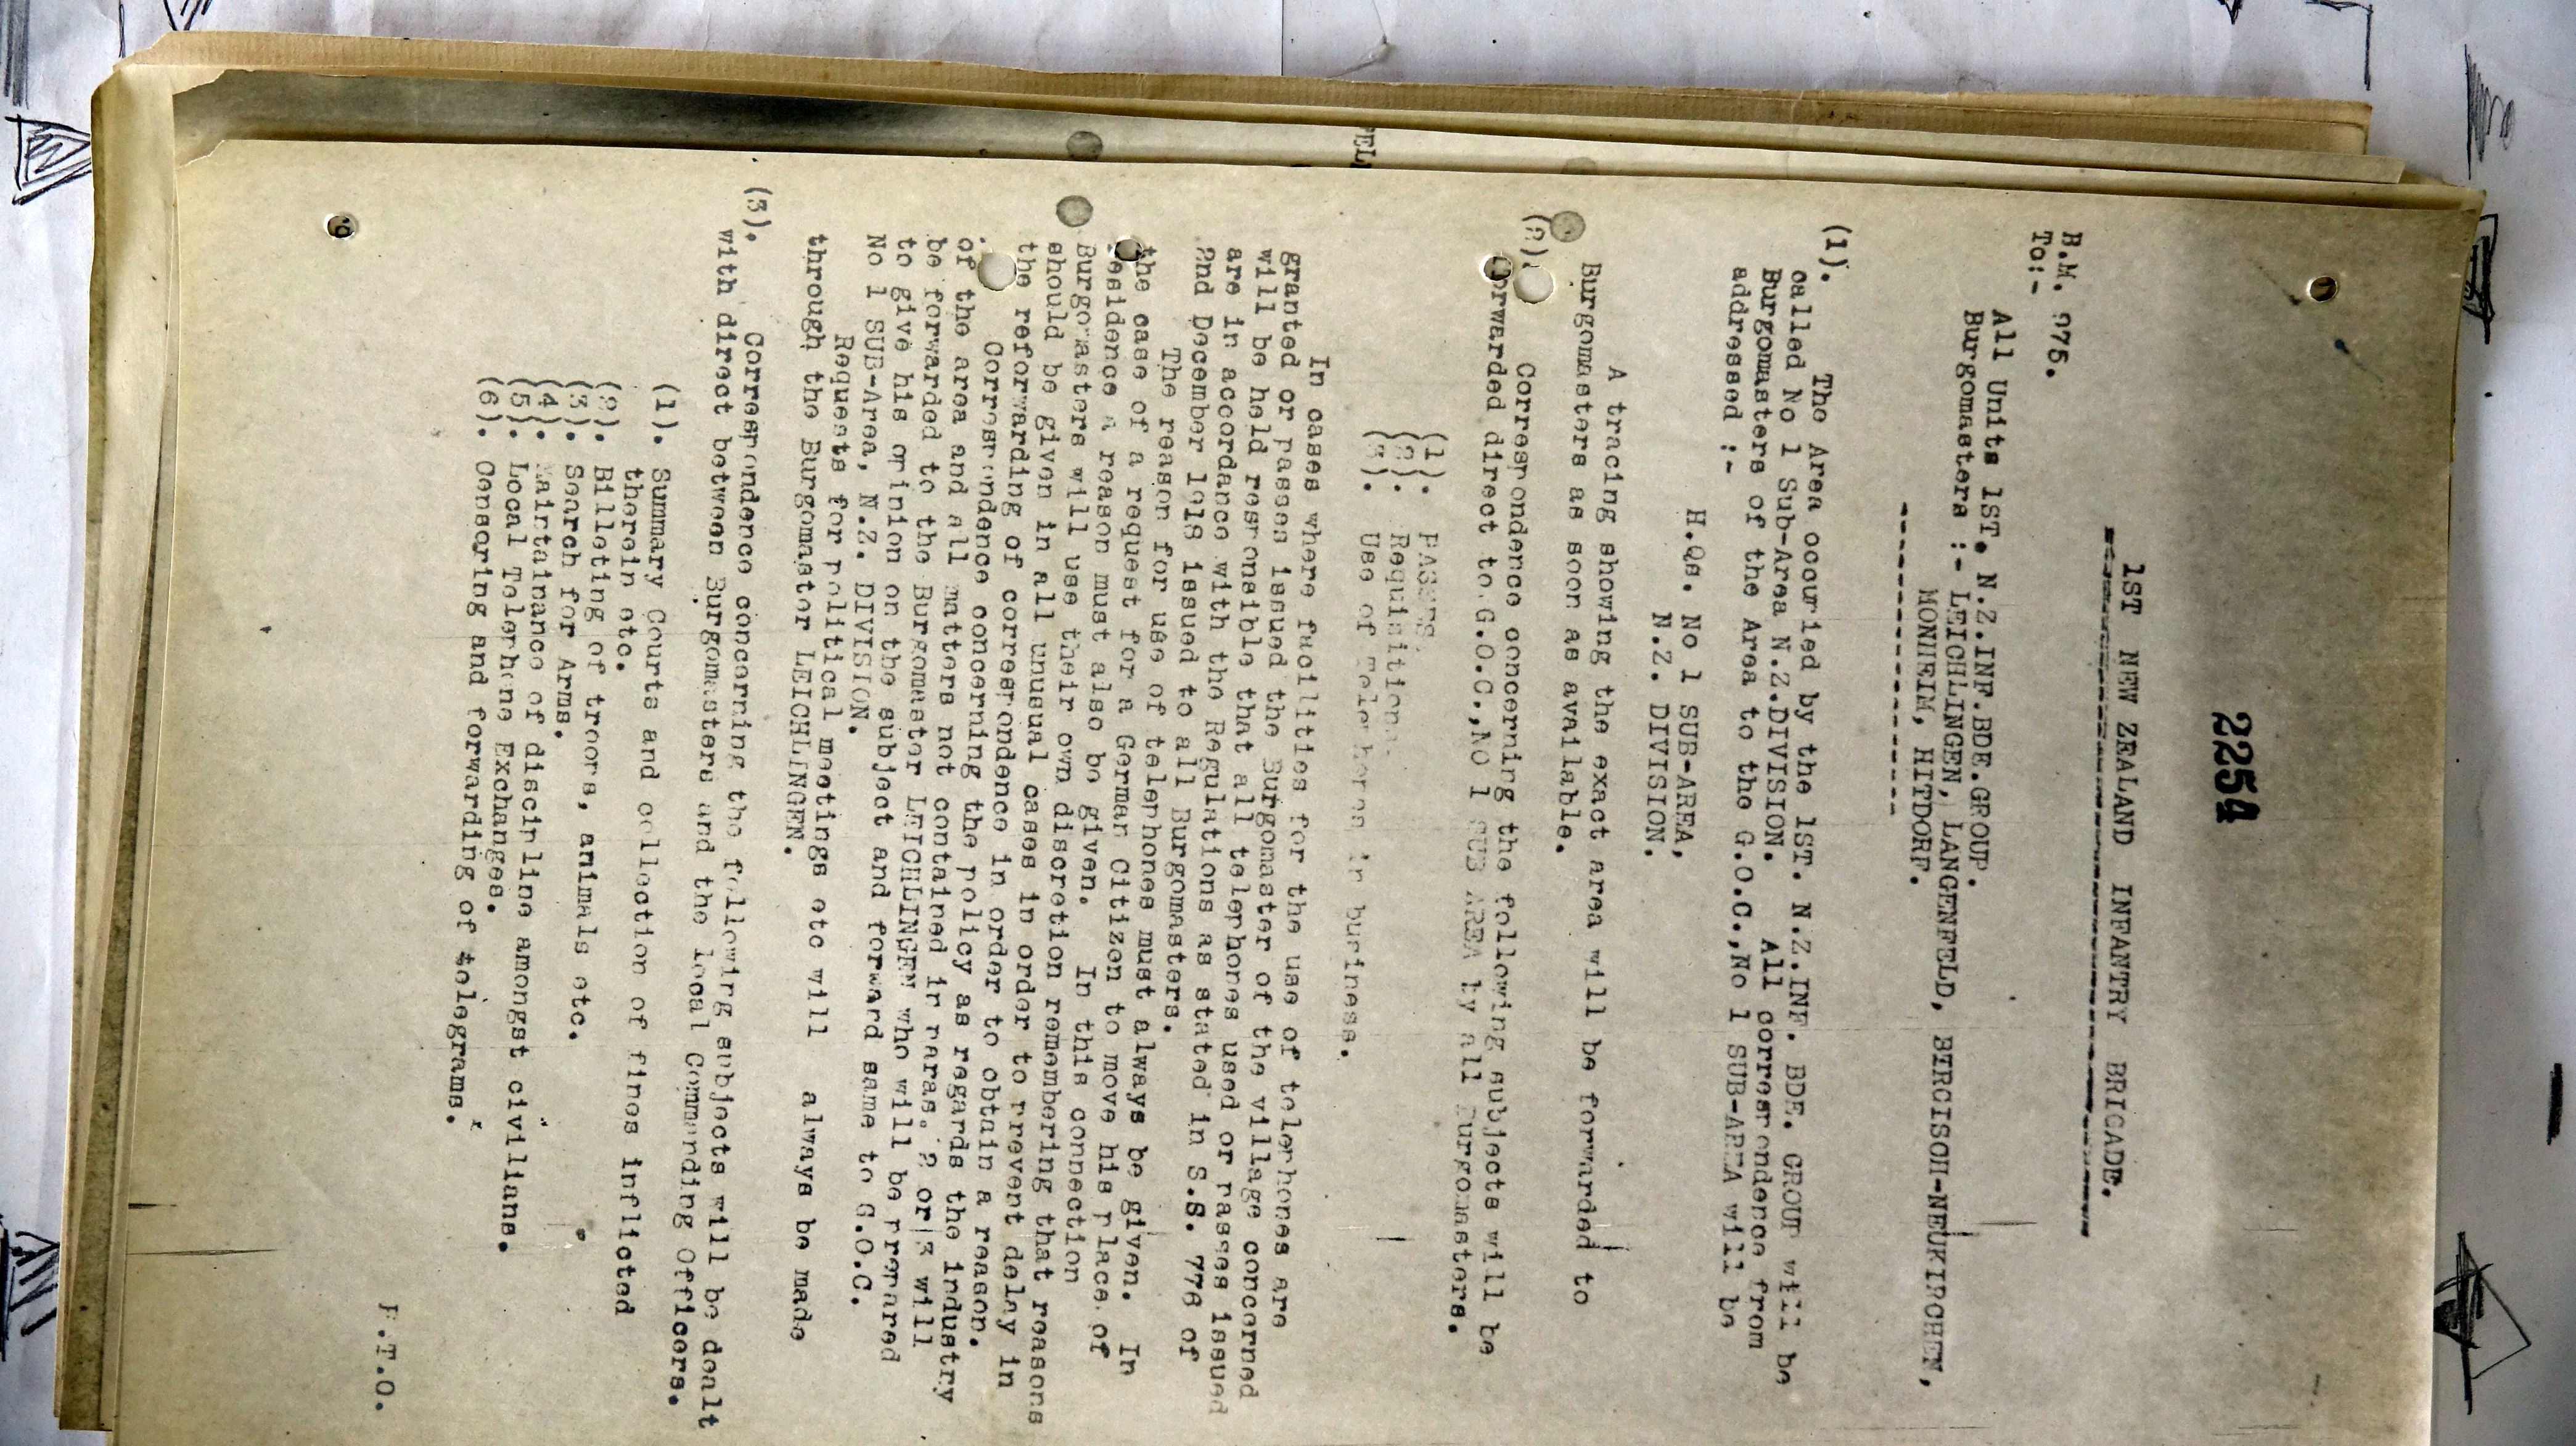 2254
1ST NEW ZEALAND INFANTRY BRIGADE.
B.M. 275.
To:-
All Units 1ST. N.Z.INF.BDE.GROUP.
Burgomasters :- LEICHLINGEN, LANGENFELD, BERCISCH-NEUKIRCHEN,
MONHEIM, HITDORF.
(1). The Area occupied by the 1ST. N.Z.INF. BDE. GROUP will be
called No 1 Sub-Area N.Z.DIVISION. All correspondence from
Burgomasters of the Area to the G.O.C.,No 1 SUB-AREA will be
addressed :-
H.Qs. No 1 SUB-AREA,
N.Z. DIVISION.
A tracing showing the exact area will be forwarded to
Burgomasters as soon as available.
(2). Correspondence concerning the following subjects will be
forwarded direct to G.O.C.,NO 1 SUB AREA by all Burgomasters.
(1). PASSES.
(2). Requisitions.
(3). Use of Telephones in business.
In cases where facilities for the use of telephones are
granted or passes issued the Burgomaster of the village concerned
will be held responsible that all telephones used or passes issued
are in accordance with the Regulations as stated in S.S. 776 of
2nd December 1918 issued to all Burgomasters.
The reason for use of telephones must always be given. In
the case of a request for a German Citizen to move his place of
residence a reason must also be given. In this connection
Burgomasters will use their own discretion remembering that reasons
should be given in all unusual cases in order to prevent delay in
the reforwarding of correspondence in order to obtain a reason.
Correspondence concerning the policy as regards the industry
of the area and all matters not contained in paras. 2 or 3 will
be forwarded to the Burgomaster LEICHLINGEN who will be prepared
to give his opinion on the subject and forward same to G.O.C.
No 1 SUB-Area, N.Z. DIVISION.
Requests for political meetings etc will always be made
through the Burgomaster LEICHLINGEN.
(3). Correspondence concerning the following subjects will be dealt
with direct between Burgomasters and the local Commanding Officers.
(1). Summary Courts and collection of fines inflicted
therein etc.
(2). Billeting of troops, animals etc.
(3). Search for Arms.
(4). Maintainance of discipline amongst civilians.
(5). Local Telephone Exchanges.
(6). Censoring and forwarding of telegrams.
P.T.O.